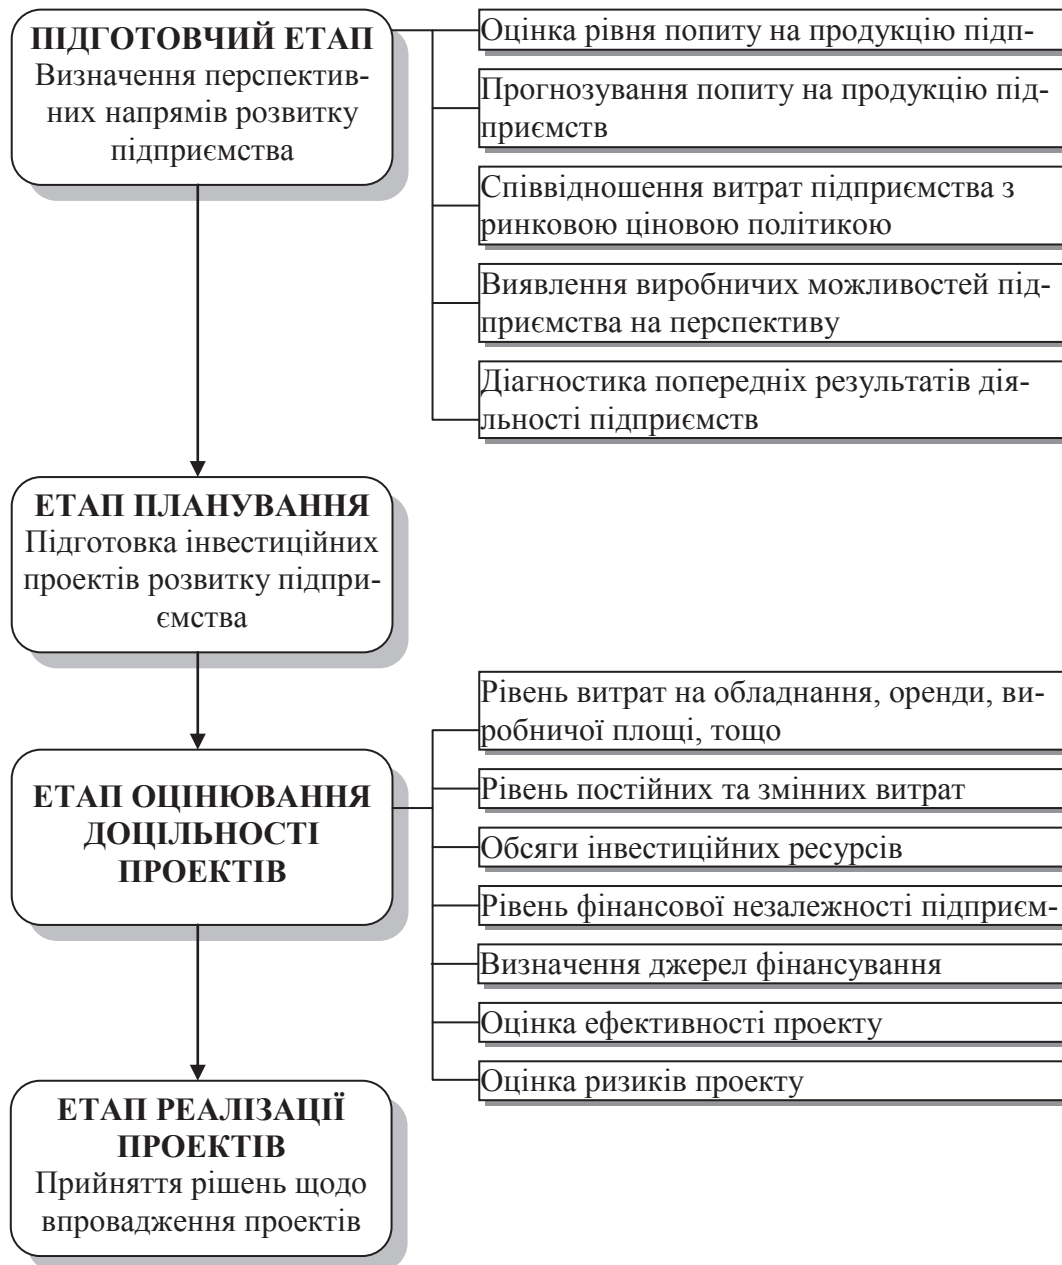 ПІДГОТОВЧИЙ ЕТАП
Визначення перспектив-
них напрямів розвитку
підприємства
Оцінка рівня попиту на продукцію підп-
Прогнозування попиту на продукцію під-
приємств
Співвідношення витрат підприємства з
ринковою ціновою політикою
Виявлення виробничих можливостей під-
приємства на перспективу
Діагностика попередніх результатів дія-
льності підприємств
ЕТАП ПЛАНУВАННЯ
Підготовка інвестиційних
проектів розвитку підпри-
ємства
ЕТАП ОЦІНЮВАННЯ
ДОЦІЛЬНОСТІ
ПРОЕКТІВ
Рівень витрат на обладнання, оренди, ви-
робничої площі, тощо
Рівень постійних та змінних витрат
Обсяги інвестиційних ресурсів
Рівень фінансової незалежності підприєм-
Визначення джерел фінансування
Оцінка ефективності проекту
Оцінка ризиків проекту
ЕТАП РЕАЛІЗАЦІЇ
ПРОЕКТІВ
Прийняття рішень щодо
впровадження проектів